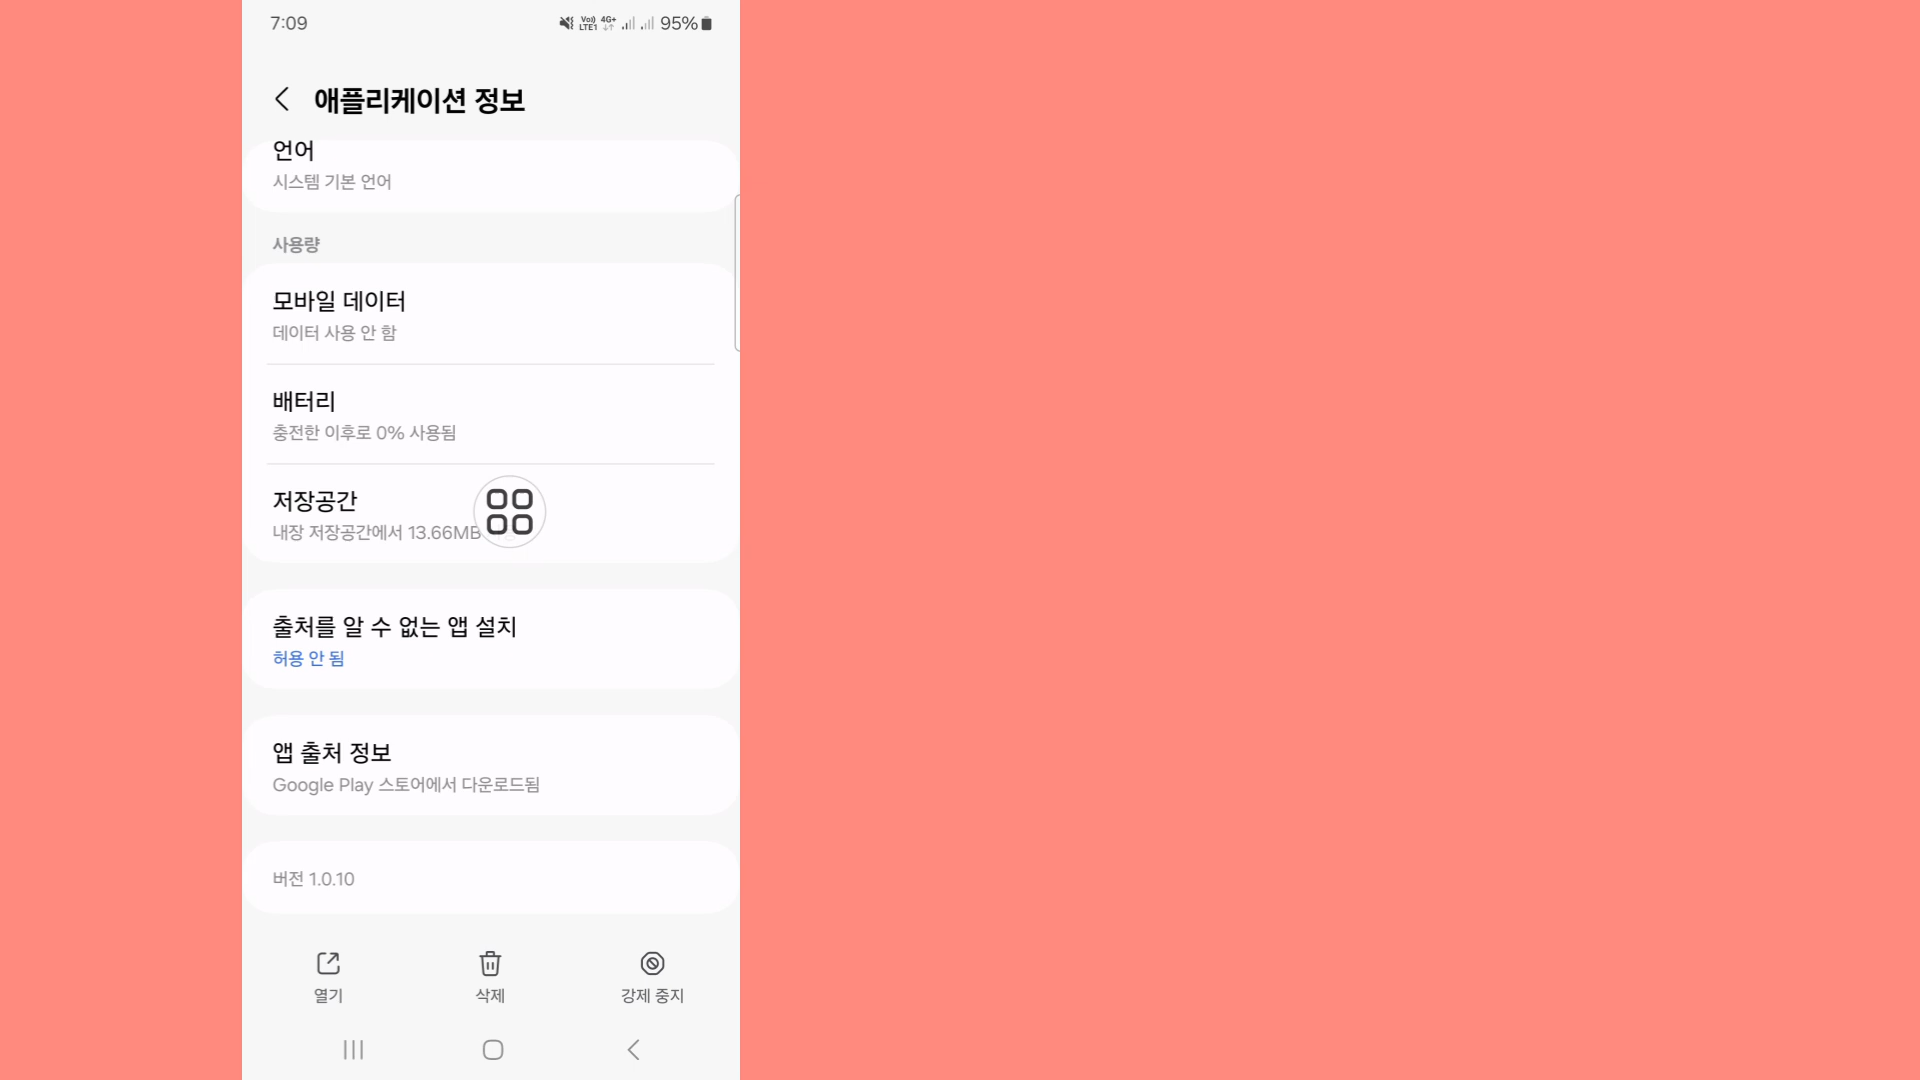 7:09
Vo)) LTE1 4G+ 95%
애플리케이션 정보
언어
시스템 기본 언어
사용량
모바일 데이터
데이터 사용 안 함
배터리
충전한 이후로 0% 사용됨
저장공간
내장 저장공간에서 13.66MB
출처를 알 수 없는 앱 설치
허용 안 됨
앱 출처 정보
Google Play 스토어에서 다운로드됨
버전 1.0.10
열기
삭제
강제 중지